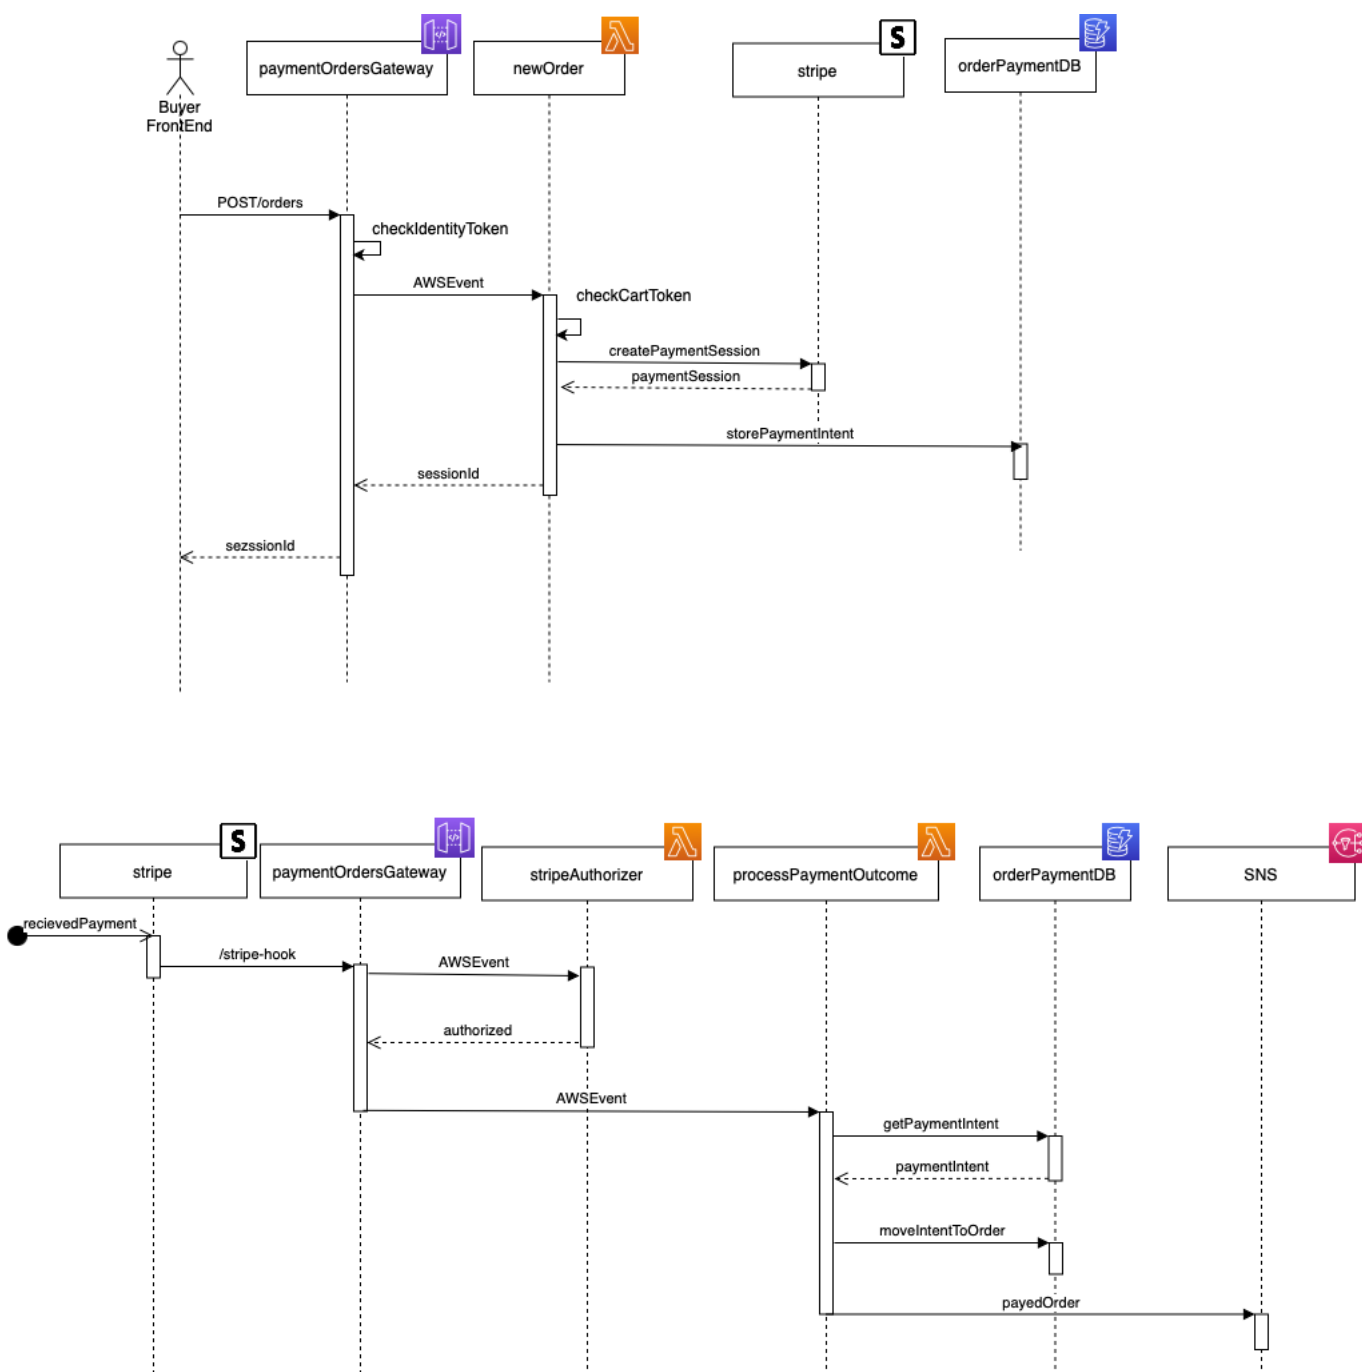 paymentOrdersGateway
newOrder
S
stripe
orderPaymentDB
Buyer
FrontEnd
POST/orders
checkIdentityToken
AWSEvent
checkCartToken
createPaymentSession
paymentSession
storePaymentIntent
sessionId
sezssionId
S
stripe
paymentOrdersGateway
stripeAuthorizer
processPaymentOutcome
orderPaymentDB
SNS
recievedPayment
/stripe-hook
AWSEvent
authorized
AWSEvent
getPaymentIntent
paymentIntent
moveIntentToOrder
payedOrder